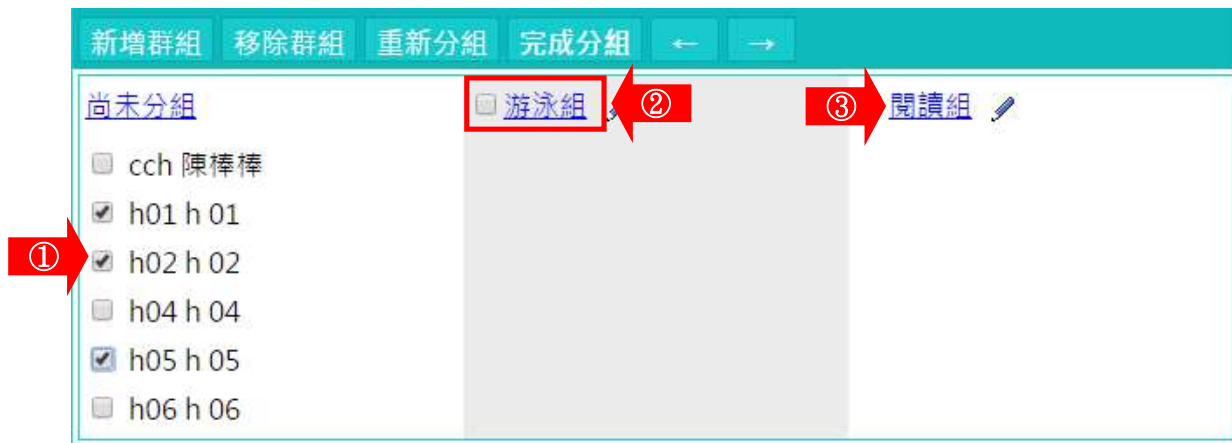 新增群組 移除群組 重新分組 完成分組 ← →
尚未分組 游泳組 ② ③ 閱讀組
cch 陳棒棒
h01 h 01
① h02 h 02
h04 h 04
h05 h 05
h06 h 06